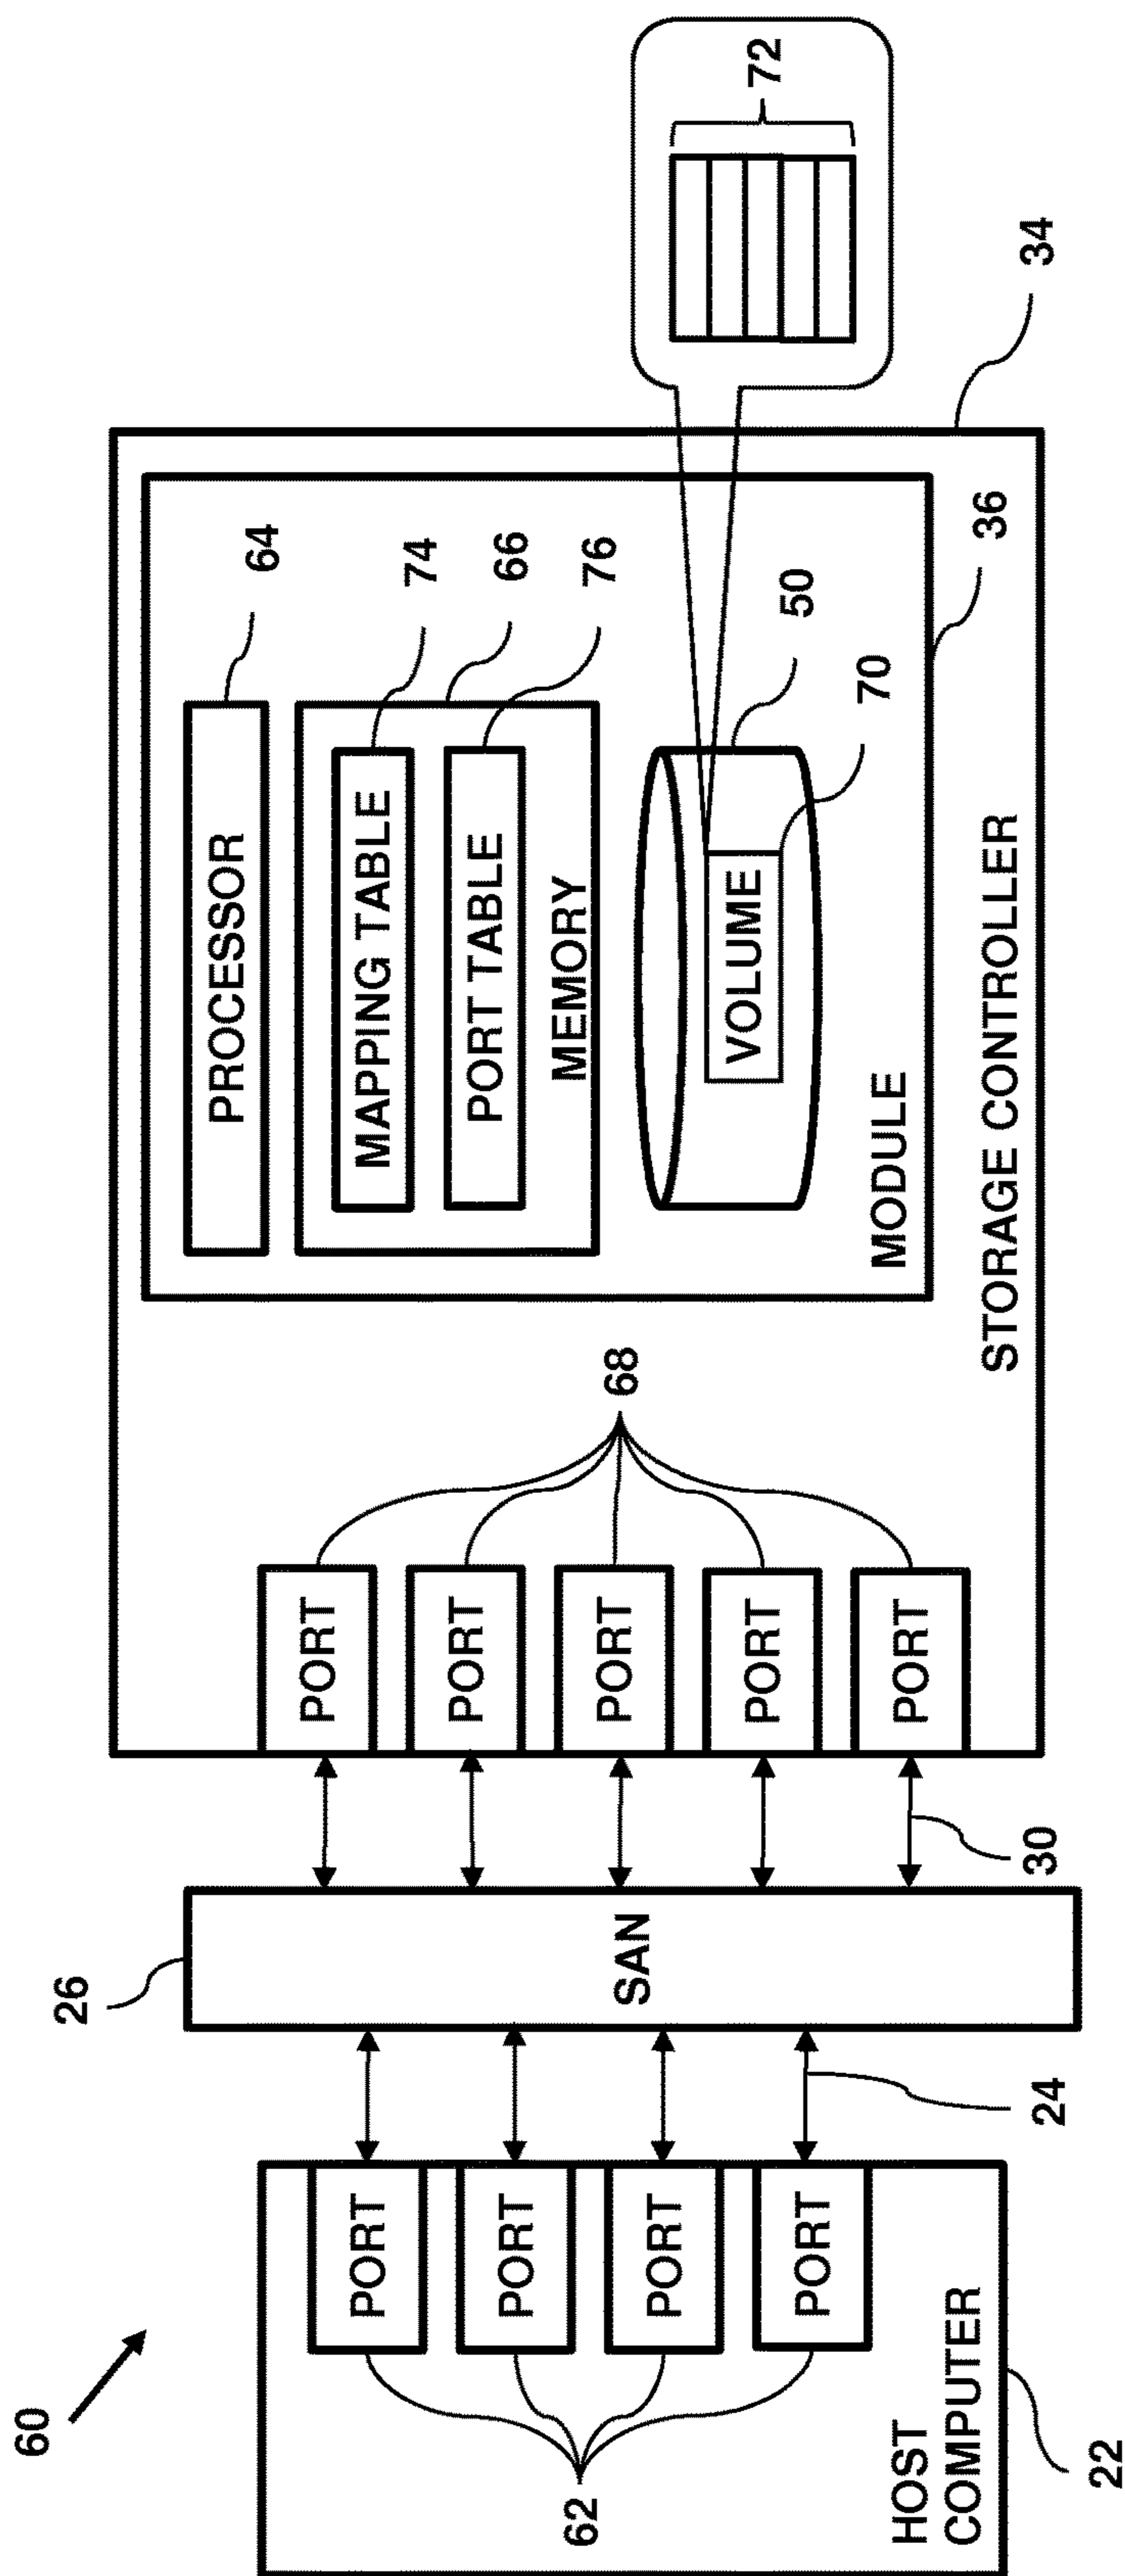 60
62
PORT
PORT
PORT
PORT
HOST
COMPUTER
22
24
26
SAN
30
PORT
PORT
PORT
PORT
PORT
68
PROCESSOR
64
MAPPING TABLE
74
PORT TABLE
76
MEMORY
66
VOLUME
50
70
MODULE
36
STORAGE CONTROLLER
34
72